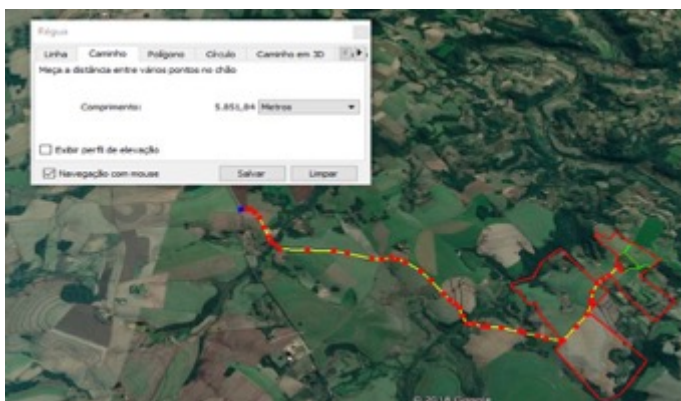 Régua
Linha Caminho Polígono Círculo Caminho em 3D
Meça a distância entre vários pontos no chão
Comprimento: 5.851,84 Metros
Exibir perfil de elevação
Navegação com mouse Salvar Limpar
© 2018 Google